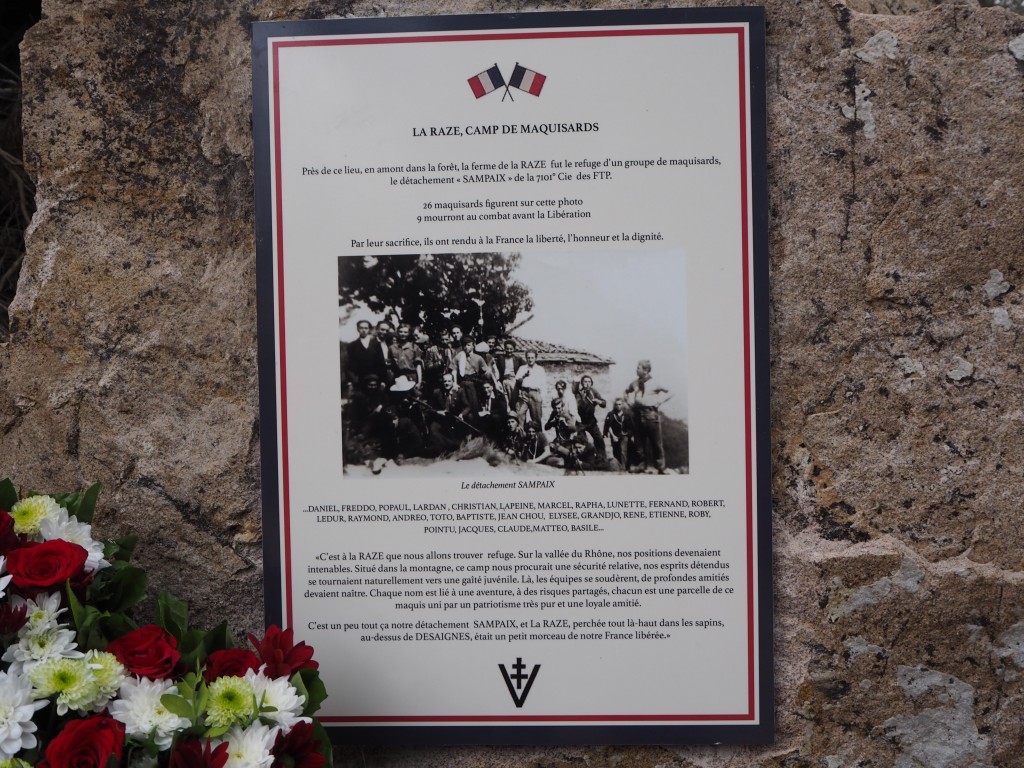 LA RAZE, CAMP DE MAQUISARDS
Près de ce lieu, en amont dans la forêt, la ferme de la RAZE fut le refuge d'un groupe de maquisards,
le détachement « SAMPAIX » de la 7101° Cie des FTP.
26 maquisards figurent sur cette photo
9 mourront au combat avant la Libération
Par leur sacrifice, ils ont rendu à la France la liberté, l'honneur et la dignité.
Le détachement SAMPAIX
...DANIEL, FREDDO, POPAUL, LARDAN , CHRISTIAN, LAPEINE, MARCEL, RAPHA, LUNETTE, FERNAND, ROBERT,
LEDUR, RAYMOND, ANDREO, TOTO, BAPTISTE, JEAN CHOU, ELYSEE, GRANDJO, RENE, ETIENNE, ROBY,
POINTU, JACQUES, CLAUDE,MATTEO, BASILE...
«C'est à la RAZE que nous allons trouver refuge. Sur la vallée du Rhône, nos positions devenaient
intenables. Situé dans la montagne, ce camp nous procurait une sécurité relative, nos esprits détendus
se tournaient naturellement vers une gaîté juvénile. Là, les équipes se soudèrent, de profondes amitiés
devaient naître. Chaque nom est lié à une aventure, à des risques partagés, chacun est une parcelle de ce
maquis uni par un patriotisme très pur et une loyale amitié.
C'est un peu tout ça notre détachement SAMPAIX, et La RAZE, perchée tout là-haut dans les sapins,
au-dessus de DESAIGNES, était un petit morceau de notre France libérée.»